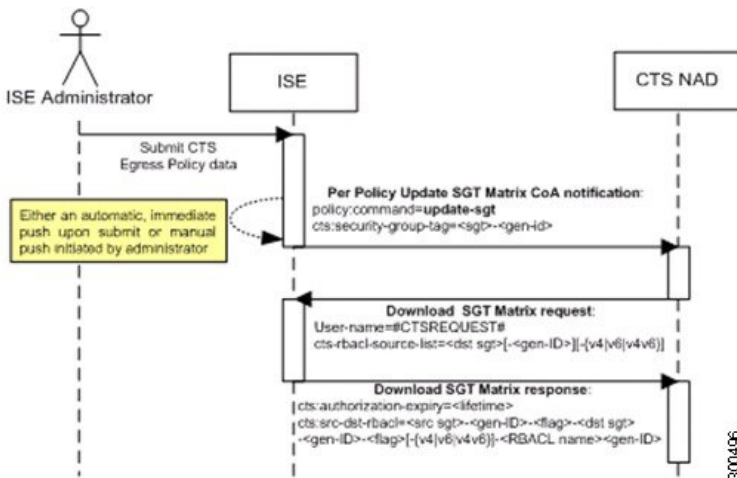 ISE Administrator
ISE
CTS NAD
Submit CTS
Egress Policy data
Either an automatic, immediate
push upon submit or manual
push initiated by administrator
Per Policy Update SGT Matrix CoA notification:
policy:command=update-sgt
cts:security-group-tag=<sgt>-<gen-id>
Download SGT Matrix request:
User-name=#CTSREQUEST#
cts-rbacl-source-list=<dst sgt>[-<gen-ID>][-{v4|v6|v4v6}]
Download SGT Matrix response:
cts:authorization-expiry=<lifetime>
cts:src-dst-rbacl=<src sgt>-<gen-ID>-<flag>-<dst sgt>
-<gen-ID>-<flag>[-{v4|v6|v4v6}]-<RBACL name><gen-ID>
300496